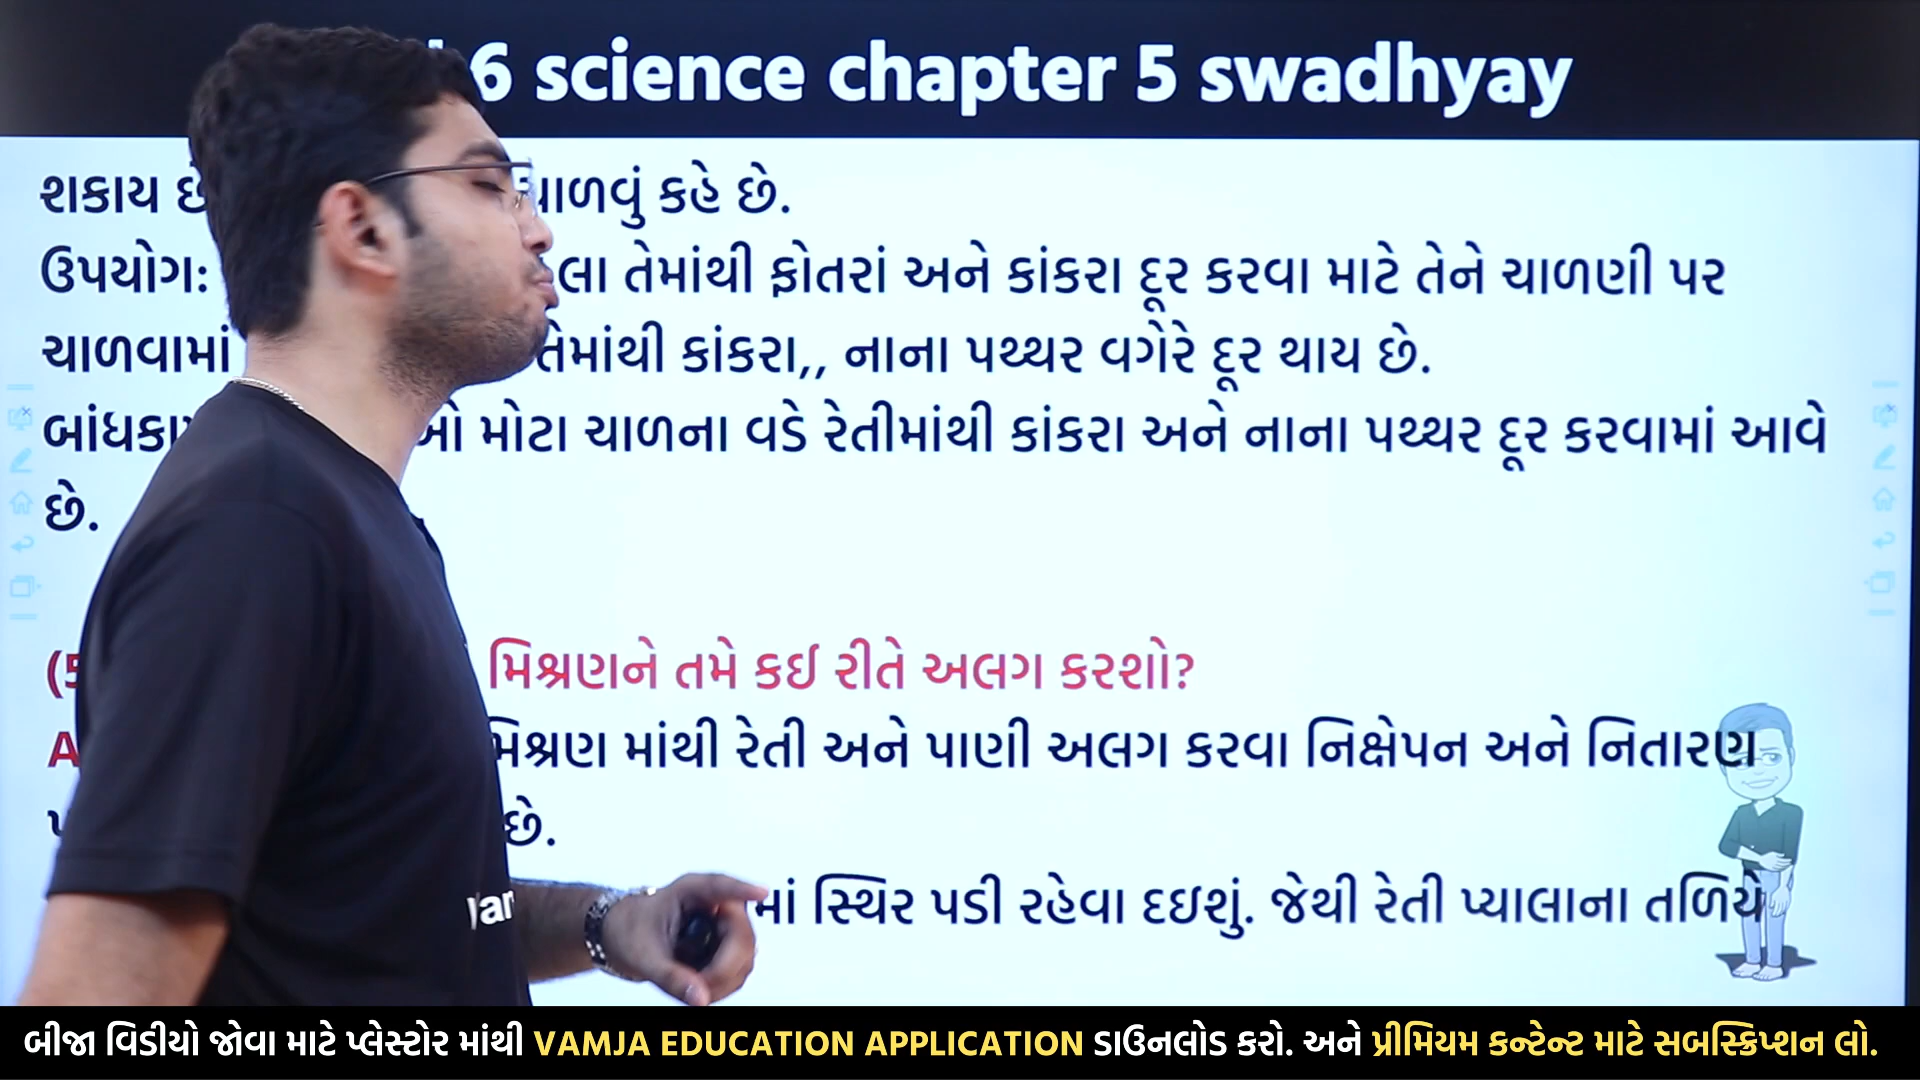 6 science chapter 5 swadhyay
શકાય ચાળવું કહે છે.
ઉપયોગ: તેમાંથી ફોતરાં અને કાંકરા દૂર કરવા માટે તેને ચાળણી પર
ચાળવામાં તેમાંથી કાંકરા,, નાના પથ્થર વગેરે દૂર થાય છે.
મોટા ચાળના વડે રેતીમાંથી કાંકરા અને નાના પથ્થર દૂર કરવામાં આવે
છે.
(5 મિશ્રણને તમે કઈ રીતે અલગ કરશો?
A મિશ્રણ માંથી રેતી અને પાણી અલગ કરવા નિક્ષેપન અને નિતારણ
છે.
માં સ્થિર પડી રહેવા દઇશું. જેથી રેતી પ્યાલાના તળિયે
બીજા વિડીયો જોવા માટે પ્લેસ્ટોર માંથી VAMJA EDUCATION APPLICATION ડાઉનલોડ કરો. અને પ્રીમિયમ કન્ટેન્ટ માટે સબસ્ક્રિપ્શન લો.